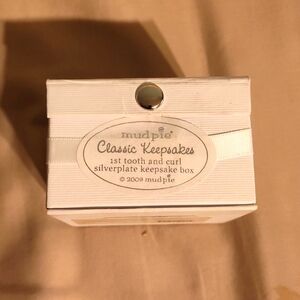 mudpie®
Classic Keepsakes
1st tooth and curl
silverplate keepsake box
© 2009 mudpie